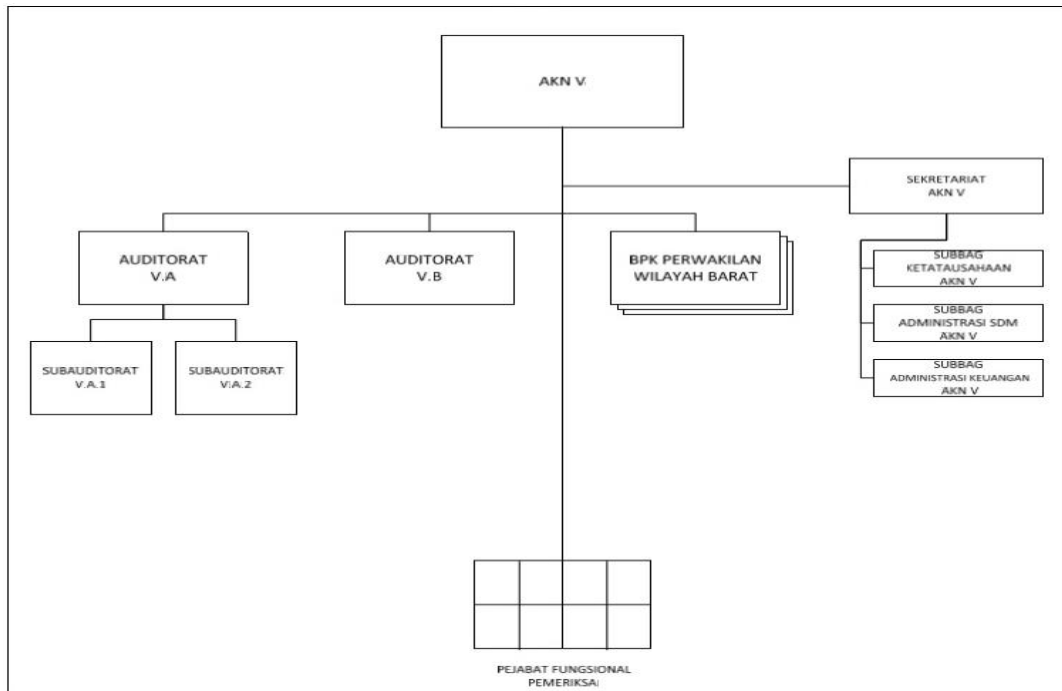 AKN V
SEKRETARIAT
AKN V
AUDITORAT
V.A
AUDITORAT
V.B
BPK PERWAKILAN
WILAYAH BARAT
SUBBAG
KETATAUSAHAAN
AKN V
SUBBAG
ADMINISTRASI SDM
AKN V
SUBBAG
ADMINISTRASI KEUANGAN
AKN V
SUBAUDITORAT
V.A.1
SUBAUDITORAT
V.A.2
PEJABAT FUNGSIONAL
PEMERIKSA